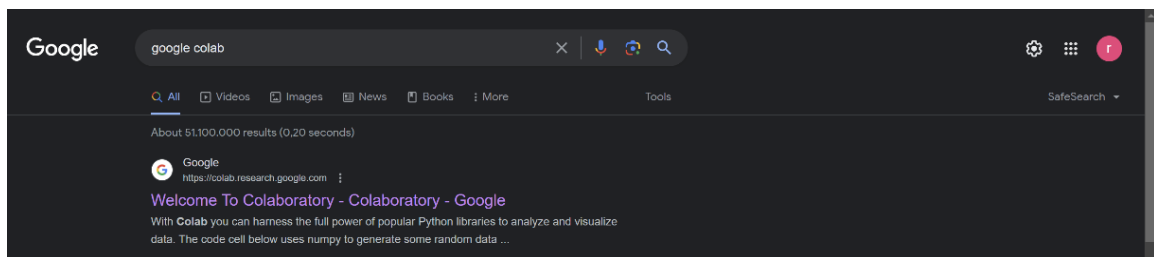 Google
google colab
r
All Videos Images News Books More Tools SafeSearch
About 51.100.000 results (0,20 seconds)
G
Google
https://colab.research.google.com
Welcome To Colaboratory - Colaboratory - Google
With Colab you can harness the full power of popular Python libraries to analyze and visualize
data. The code cell below uses numpy to generate some random data ...